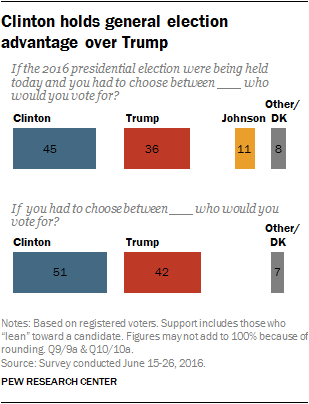 Clinton holds general election
advantage over Trump
If the 2016 presidential election were being held
today and you had to choose between ___ who
would you vote for?
Clinton Trump Johnson Other/
DK
45 36 11 8
If you had to choose between ___ who would you
vote for?
Clinton Trump Other/
DK
51 42 7
Notes: Based on registered voters. Support includes those who
“lean” toward a candidate. Figures may not add to 100% because of
rounding. Q9/9a & Q10/10a.
Source: Survey conducted June 15-26, 2016.
PEW RESEARCH CENTER